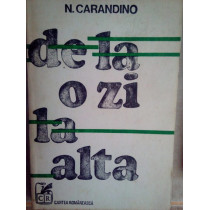 N. CARANDINO
de la
o zi
la
alta
CR
CARTEA ROMÂNEASCĂ